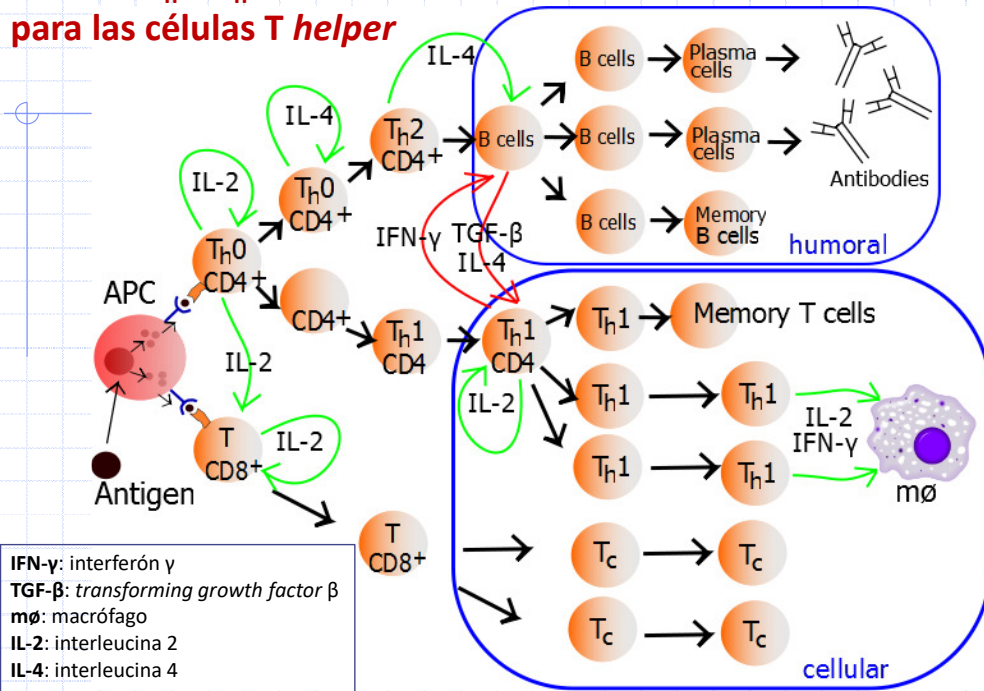 para las células T helper
IL-4
B cells
Plasma
cells
IL-4
Th2
CD4+
B cells
B cells
Plasma
cells
IL-2
Th0
CD4+
Antibodies
B cells
Memory
B cells
IFN-γ
TGF-β
IL-4
humoral
Th0
CD4+
APC
CD4+
Th1
CD4
Th1
CD4
Th1
Memory T cells
IL-2
IL-2
Th1
Th1
IL-2
IFN-γ
T
CD8+
IL-2
Th1
Th1
mø
Antigen
T
CD8+
Tc
Tc
Tc
Tc
cellular
IFN-γ: interferón γ
TGF-β: transforming growth factor β
mø: macrófago
IL-2: interleucina 2
IL-4: interleucina 4